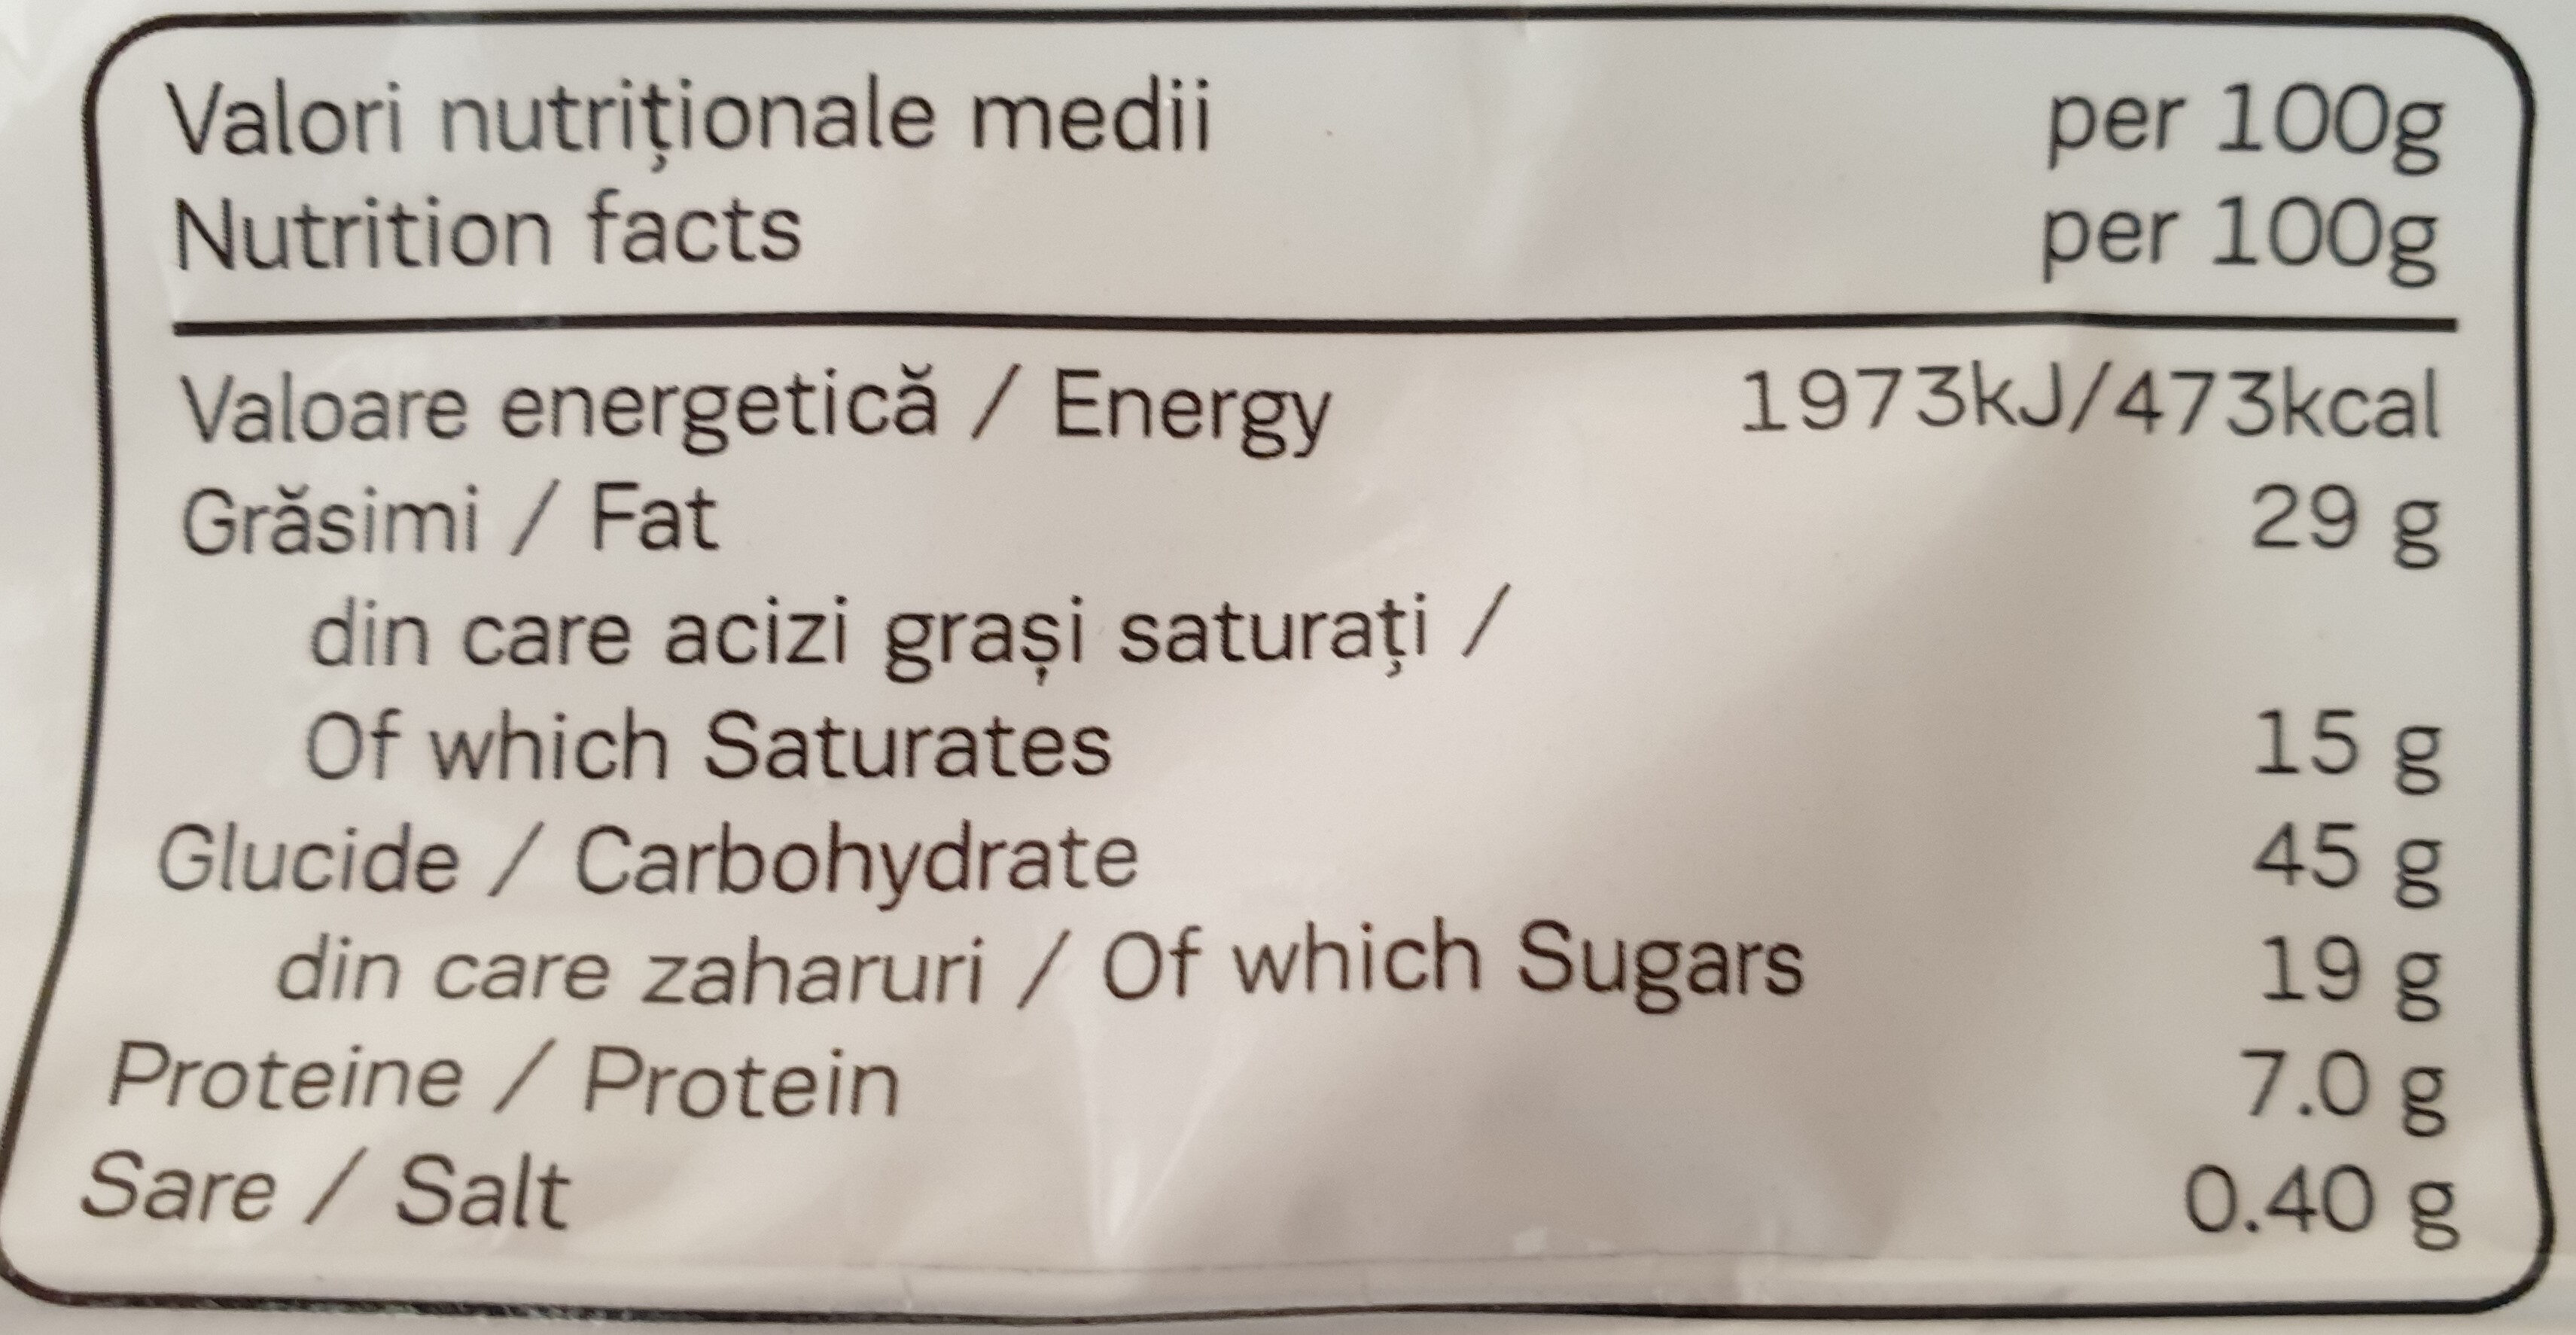 Valori nutriționale medii per 100g
Nutrition facts per 100g
Valoare energetică / Energy 1973kJ/473kcal
Grăsimi / Fat 29 g
din care acizi grași saturați /
Of which Saturates 15 g
Glucide / Carbohydrate 45 g
din care zaharuri / Of which Sugars 19 g
Proteine / Protein 7.0 g
Sare / Salt 0.40 g